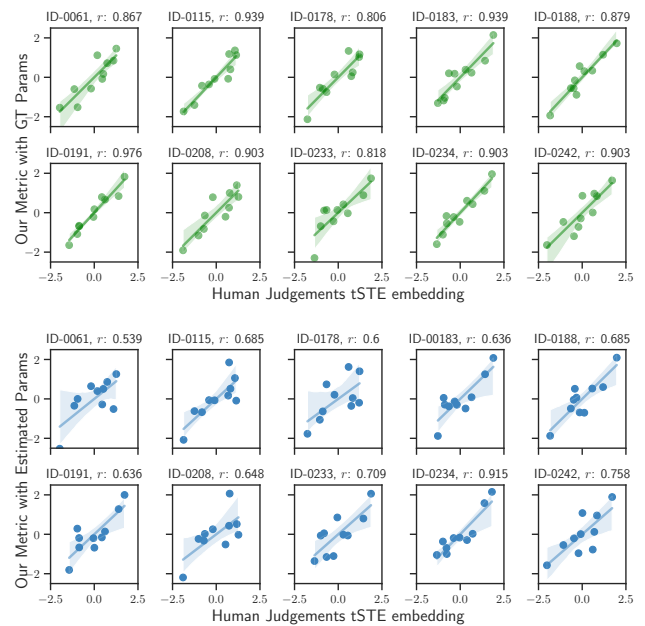 ID-0061, r: 0.867
ID-0115, r: 0.939
ID-0178, r: 0.806
ID-0183, r: 0.939
ID-0188, r: 0.879
2
0
−2
ID-0191, r: 0.976
ID-0208, r: 0.903
ID-0233, r: 0.818
ID-0234, r: 0.903
ID-0242, r: 0.903
2
0
−2
−2.5 0.0 2.5
−2.5 0.0 2.5
−2.5 0.0 2.5
−2.5 0.0 2.5
−2.5 0.0 2.5
Our Metric with GT Params
Human Judgements tSTE embedding
ID-0061, r: 0.539
ID-0115, r: 0.685
ID-0178, r: 0.6
ID-00183, r: 0.636
ID-0188, r: 0.685
2
0
−2
ID-0191, r: 0.636
ID-0208, r: 0.648
ID-0233, r: 0.709
ID-0234, r: 0.915
ID-0242, r: 0.758
2
0
−2
−2.5 0.0 2.5
−2.5 0.0 2.5
−2.5 0.0 2.5
−2.5 0.0 2.5
−2.5 0.0 2.5
Our Metric with Estimated Params
Human Judgements tSTE embedding